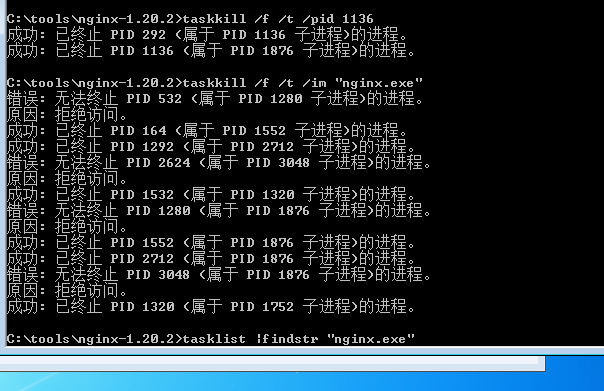 C:\tools\nginx-1.20.2>taskkill /f /t /pid 1136
成功: 已终止 PID 292 (属于 PID 1136 子进程)的进程。
成功: 已终止 PID 1136 (属于 PID 1876 子进程)的进程。
C:\tools\nginx-1.20.2>taskkill /f /t /im "nginx.exe"
错误: 无法终止 PID 532 (属于 PID 1280 子进程)的进程。
原因: 拒绝访问。
成功: 已终止 PID 164 (属于 PID 1552 子进程)的进程。
成功: 已终止 PID 1292 (属于 PID 2712 子进程)的进程。
错误: 无法终止 PID 2624 (属于 PID 3048 子进程)的进程。
原因: 拒绝访问。
成功: 已终止 PID 1532 (属于 PID 1320 子进程)的进程。
错误: 无法终止 PID 1280 (属于 PID 1876 子进程)的进程。
原因: 拒绝访问。
成功: 已终止 PID 1552 (属于 PID 1876 子进程)的进程。
成功: 已终止 PID 2712 (属于 PID 1876 子进程)的进程。
错误: 无法终止 PID 3048 (属于 PID 1876 子进程)的进程。
原因: 拒绝访问。
成功: 已终止 PID 1320 (属于 PID 1752 子进程)的进程。
C:\tools\nginx-1.20.2>tasklist |findstr "nginx.exe"